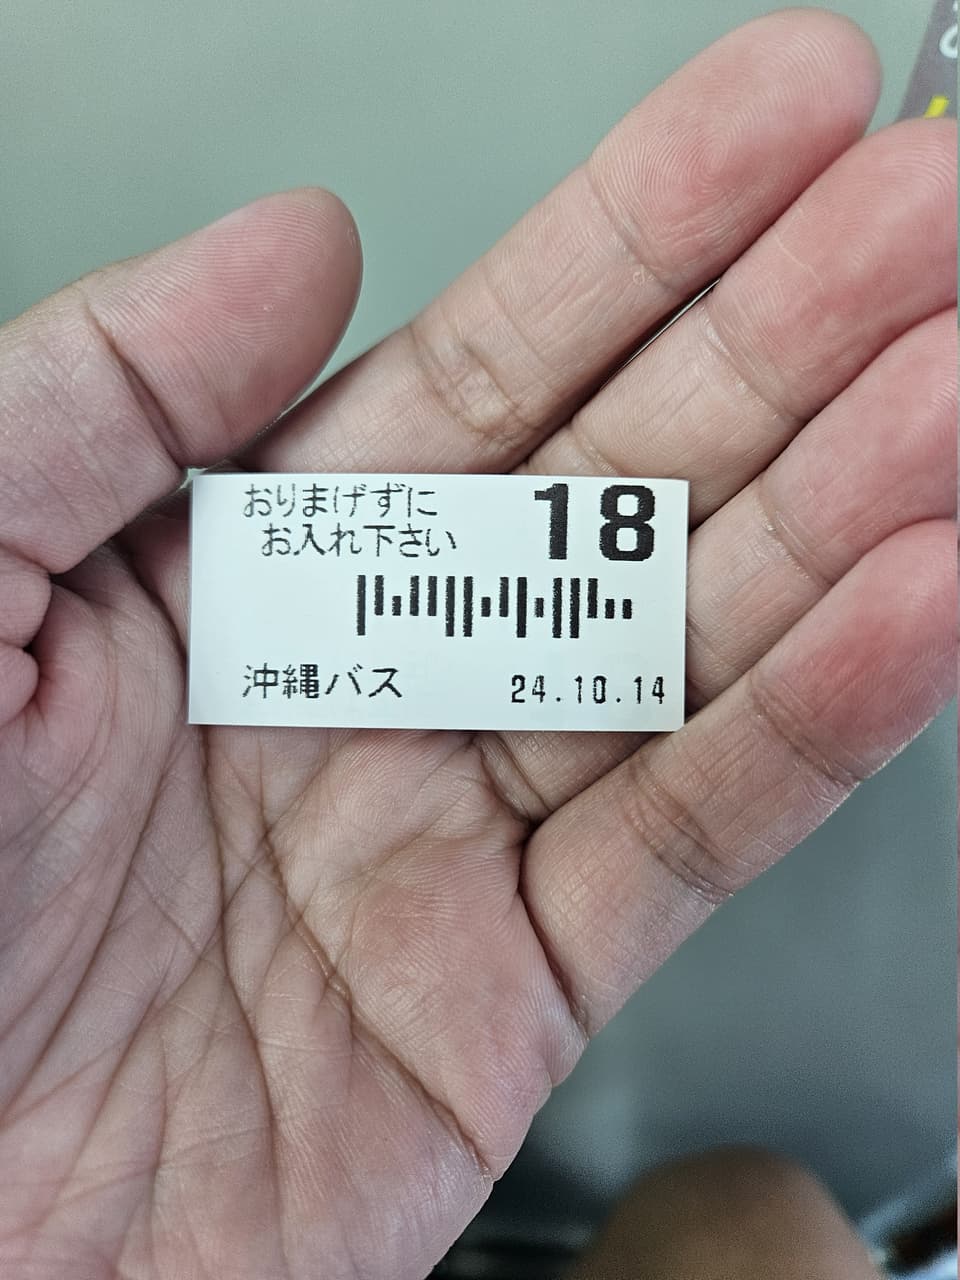 おりまげずに
お入れ下さい
18
沖縄バス
24.10.14